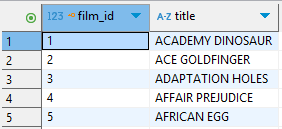 123 film_id A-Z title
1 1 ACADEMY DINOSAUR
2 2 ACE GOLDFINGER
3 3 ADAPTATION HOLES
4 4 AFFAIR PREJUDICE
5 5 AFRICAN EGG